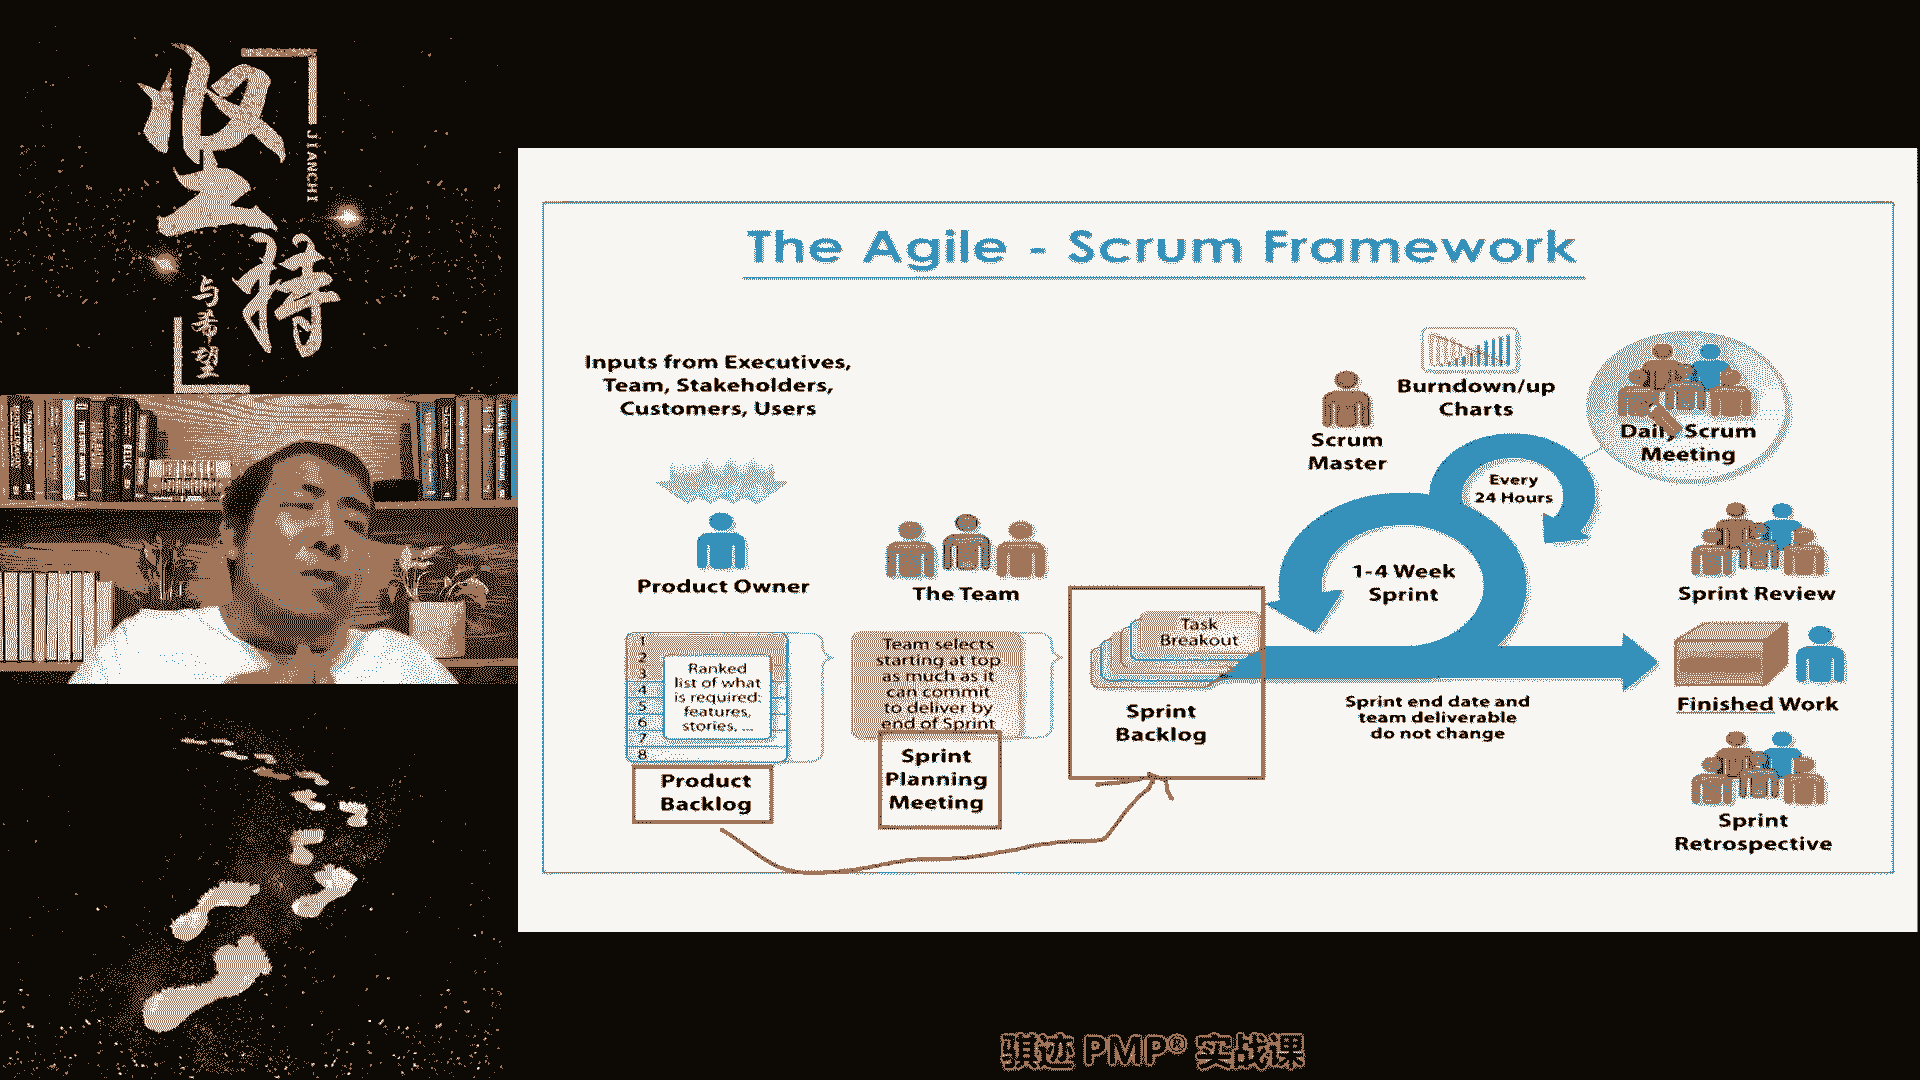 坚持
JIANCHI
与希望
The Agile - Scrum Framework
Inputs from Executives,
Team, Stakeholders,
Customers, Users
Product Owner
The Team
1
2
3
4
5
6
7
8
Ranked
list of what
is required:
features,
stories, ...
Product
Backlog
Team selects
starting at top
as much as it
can commit
to deliver by
end of Sprint
Sprint
Planning
Meeting
Task
Breakout
Sprint
Backlog
Scrum
Master
Burndown/up
Charts
Every
24 Hours
1-4 Week
Sprint
Sprint end date and
team deliverable
do not change
Daily Scrum
Meeting
Sprint Review
Finished Work
Sprint
Retrospective
骐迹 PMP® 实战课